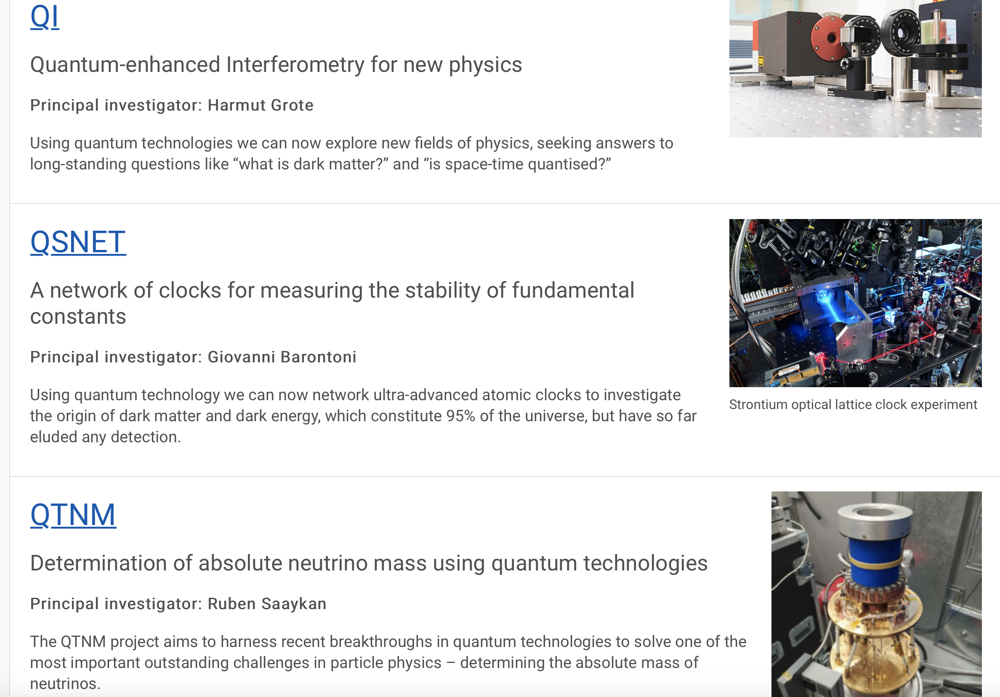 QI
Quantum-enhanced Interferometry for new physics
Principal investigator: Harmut Grote
Using quantum technologies we can now explore new fields of physics, seeking answers to
long-standing questions like “what is dark matter?” and “is space-time quantised?”
QSNET
A network of clocks for measuring the stability of fundamental
constants
Principal investigator: Giovanni Barontoni
Using quantum technology we can now network ultra-advanced atomic clocks to investigate
the origin of dark matter and dark energy, which constitute 95% of the universe, but have so far
eluded any detection.
Strontium optical lattice clock experiment
QTNM
Determination of absolute neutrino mass using quantum technologies
Principal investigator: Ruben Saaykan
The QTNM project aims to harness recent breakthroughs in quantum technologies to solve one of the
most important outstanding challenges in particle physics – determining the absolute mass of
neutrinos.